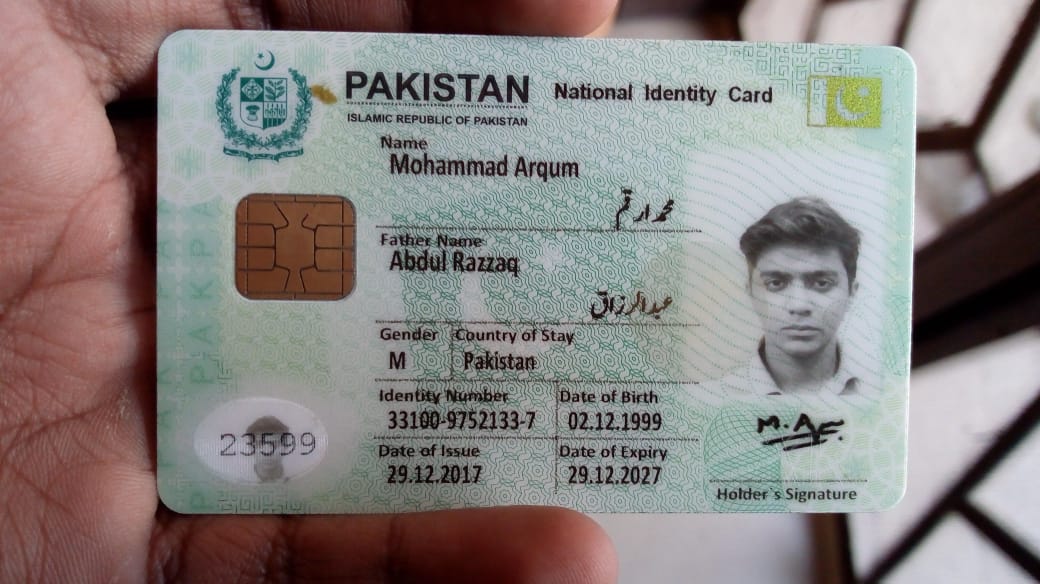 PAKISTAN National Identity Card
ISLAMIC REPUBLIC OF PAKISTAN
Name
Mohammad Arqum
محمد ارقم
Father Name
Abdul Razzaq
عبدالرزاق
Gender Country of Stay
M Pakistan
Identity Number Date of Birth
33100-9752133-7 02.12.1999
Date of Issue Date of Expiry
29.12.2017 29.12.2027
23599
Holder`s Signature